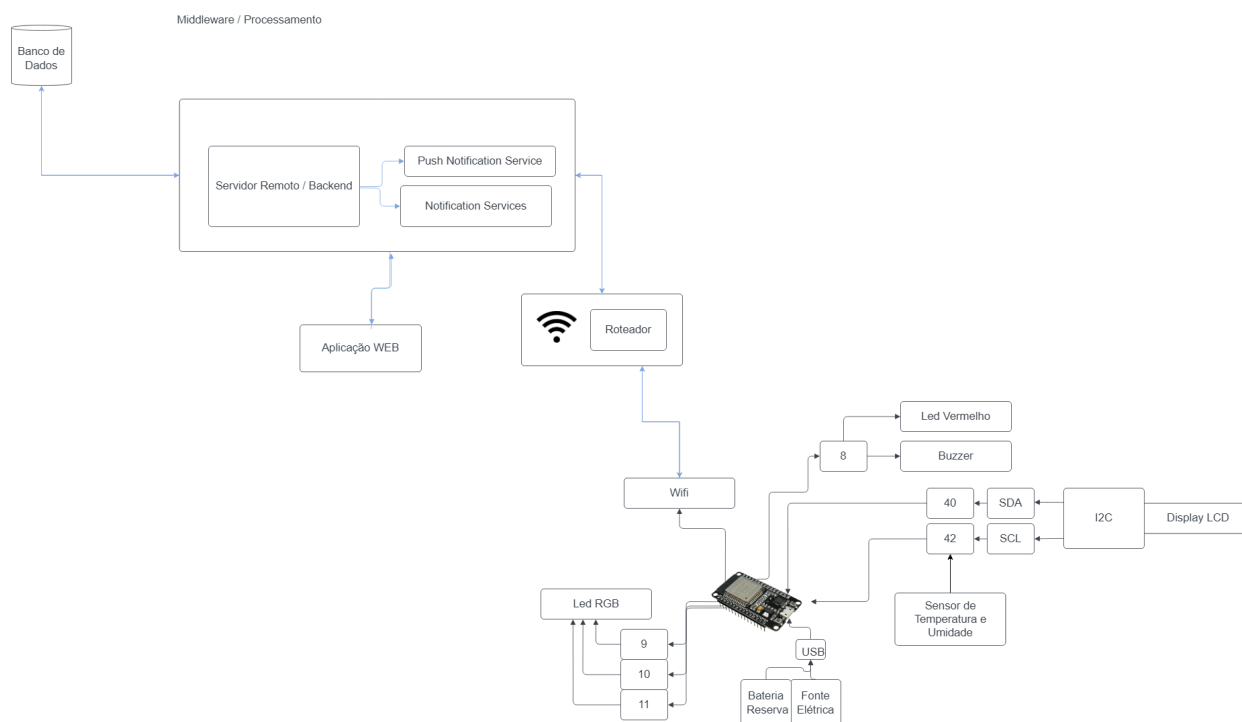 Middleware / Processamento
Banco de
Dados
Servidor Remoto / Backend
Push Notification Service
Notification Services
Aplicação WEB
Roteador
Wifi
Led Vermelho
8
Buzzer
40
SDA
I2C
Display LCD
42
SCL
Sensor de
Temperatura e
Umidade
Led RGB
9
10
11
USB
Bateria
Reserva
Fonte
Elétrica